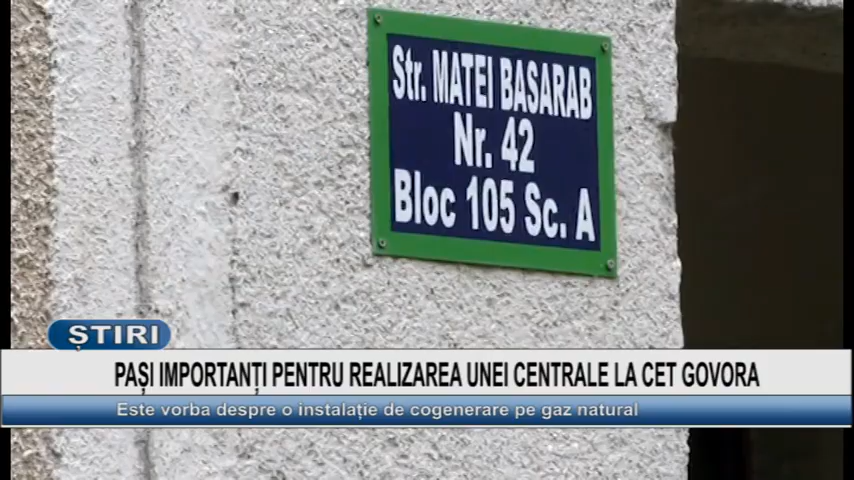 Str. MATEI BASARAB
Nr. 42
Bloc 105 Sc. A
ȘTIRI
PAȘI IMPORTANȚI PENTRU REALIZAREA UNEI CENTRALE LA CET GOVORA
Este vorba despre o instalație de cogenerare pe gaz natural